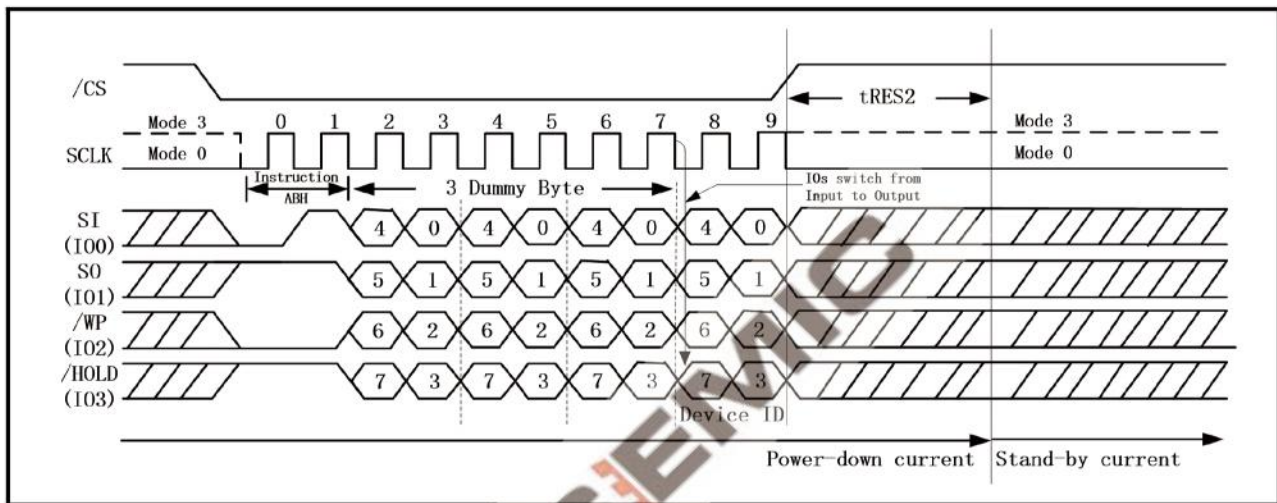 /CS
tRES2
Mode 3 0 1 2 3 4 5 6 7 8 9 Mode 3
SCLK Mode 0 Mode 0
Instruction
ABH
3 Dummy Byte
IOs switch from
Input to Output
SI
(IO0)
4 0 4 0 4 0 4 0
SO
(IO1)
5 1 5 1 5 1 5 1
/WP
(IO2)
6 2 6 2 6 2 6 2
/HOLD
(IO3)
7 3 7 3 7 3 7 3
Device ID
Power-down current Stand-by current
EMIC